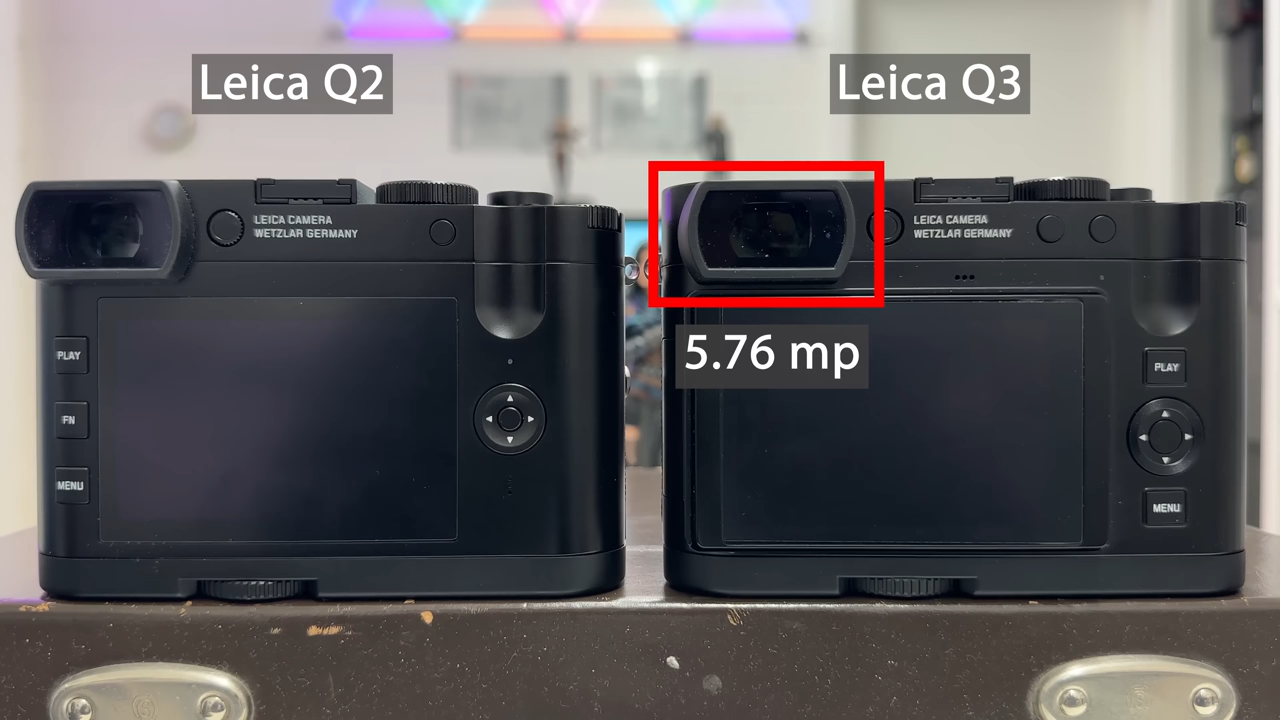 Leica Q2
Leica Q3
LEICA CAMERA
WETZLAR GERMANY
LEICA CAMERA
WETZLAR GERMANY
5.76 mp
PLAY
FN
MENU
PLAY
MENU